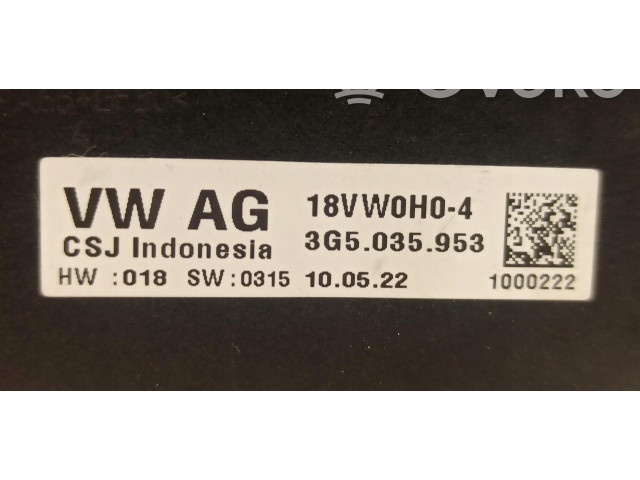 VW AG 18VW0H0-4
CSJ Indonesia 3G5.035.953
HW :018 SW:0315 10.05.22 1000222